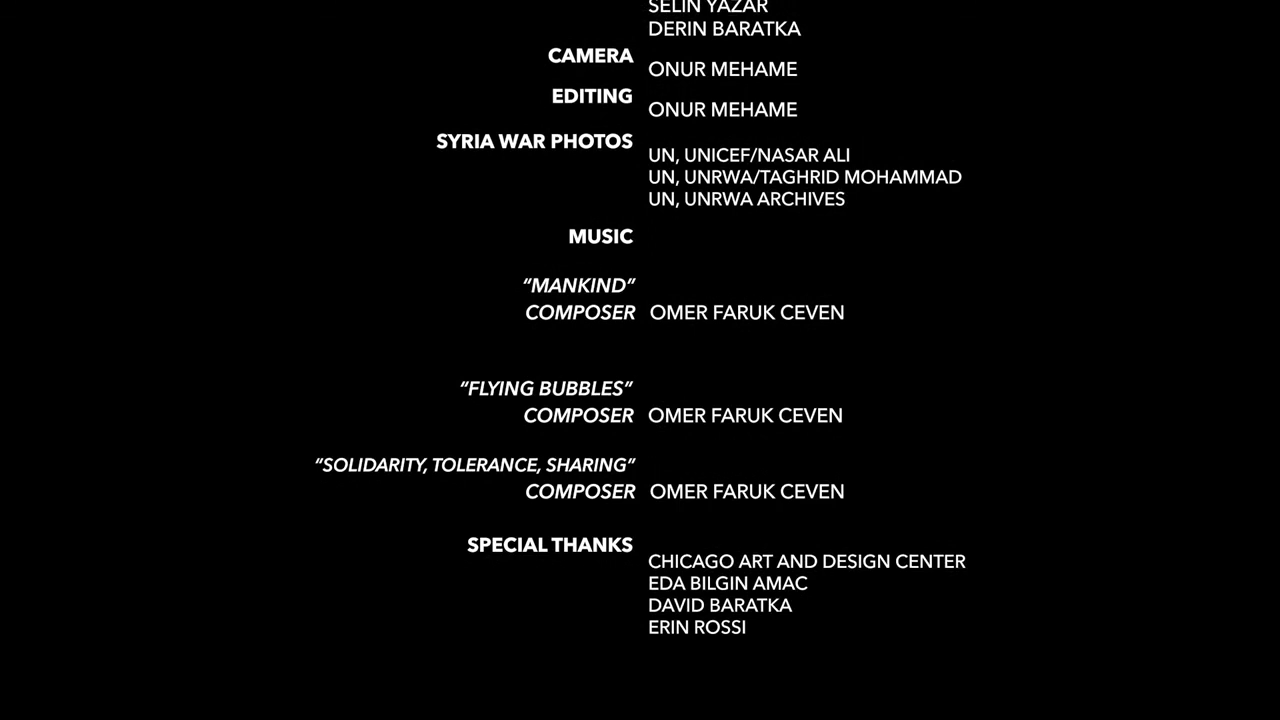 SELIN YAZAR
DERIN BARATKA
CAMERA
ONUR MEHAME
EDITING
ONUR MEHAME
SYRIA WAR PHOTOS
UN, UNICEF/NASAR ALI
UN, UNRWA/TAGHRID MOHAMMAD
UN, UNRWA ARCHIVES
MUSIC
“MANKIND”
COMPOSER OMER FARUK CEVEN
“FLYING BUBBLES”
COMPOSER OMER FARUK CEVEN
“SOLIDARITY, TOLERANCE, SHARING”
COMPOSER OMER FARUK CEVEN
SPECIAL THANKS
CHICAGO ART AND DESIGN CENTER
EDA BILGIN AMAC
DAVID BARATKA
ERIN ROSSI